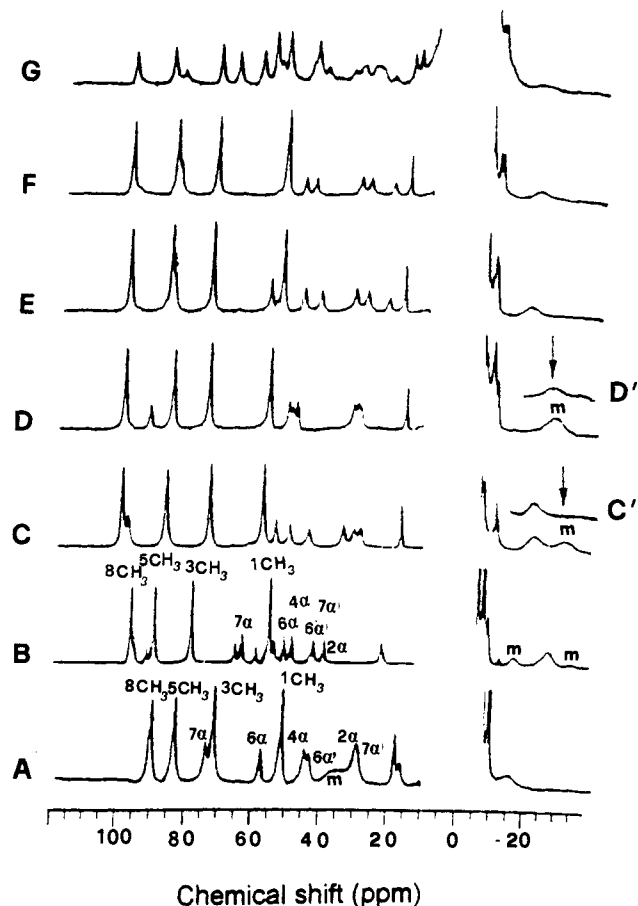 G
F
E
D
D'
m
C
C'
m
8CH₃ 5CH₃ 3CH₃ 1CH₃
B
7α 6α 4α 6α' 7α' 2α
m m
A
8CH₃ 5CH₃ 3CH₃ 1CH₃
7α 6α 4α 6α' m 2α 7α'
100 80 60 40 20 0 -20
Chemical shift (ppm)